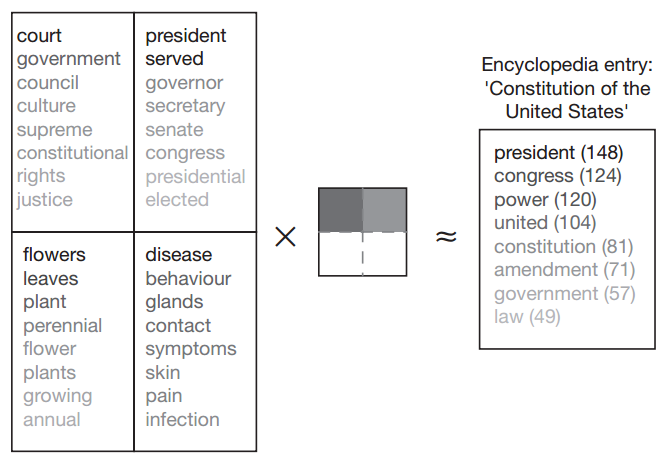 court
government
council
culture
supreme
constitutional
rights
justice
president
served
governor
secretary
senate
congress
presidential
elected
flowers
leaves
plant
perennial
flower
plants
growing
annual
disease
behaviour
glands
contact
symptoms
skin
pain
infection
×
≈
Encyclopedia entry:
'Constitution of the
United States'
president (148)
congress (124)
power (120)
united (104)
constitution (81)
amendment (71)
government (57)
law (49)